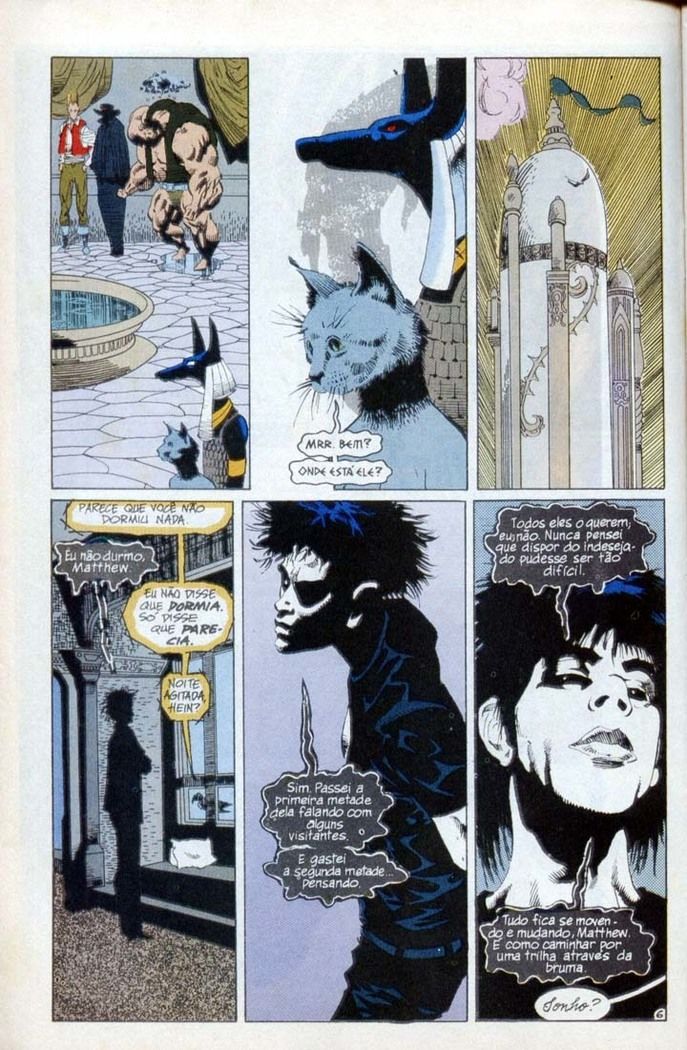 MRR. BEM?
ONDE ESTÁ ELE?
PARECE QUE VOCÊ NÃO
DORMIU NADA.
Eu não durmo,
Matthew.
EU NÃO DISSE
QUE DORMIA.
SÓ DISSE
QUE PARE-
CIA.
NOITE
AGITADA,
HEIN?
Sim. Passei a
primeira metade
dela falando com
alguns
visitantes.
E gastei
a segunda metade...
pensando.
Todos eles o querem,
eu não. Nunca pensei
que dispor do indeseja-
do pudesse ser tão
difícil.
Tudo fica se moven-
do e mudando, Matthew.
É como caminhar por
uma trilha através da
bruma.
Sonho?
6